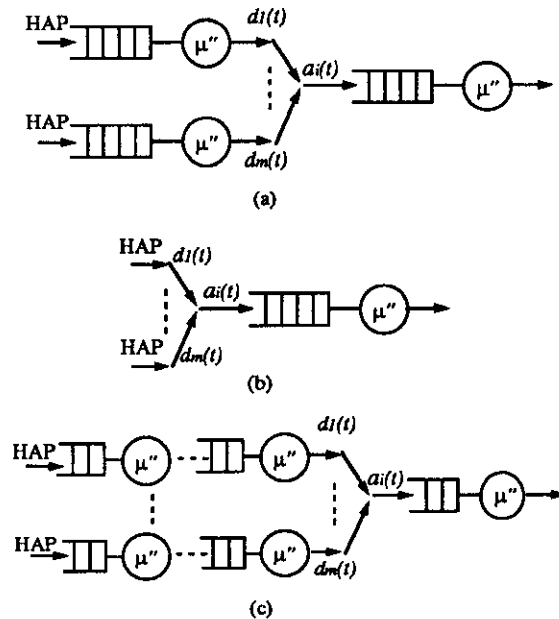 HAP μ'' d1(t)
ai(t) μ''
HAP μ'' dm(t)
(a)
HAP d1(t)
ai(t) μ''
HAP dm(t)
(b)
HAP μ'' μ'' d1(t)
ai(t) μ''
HAP μ'' μ'' dm(t)
(c)